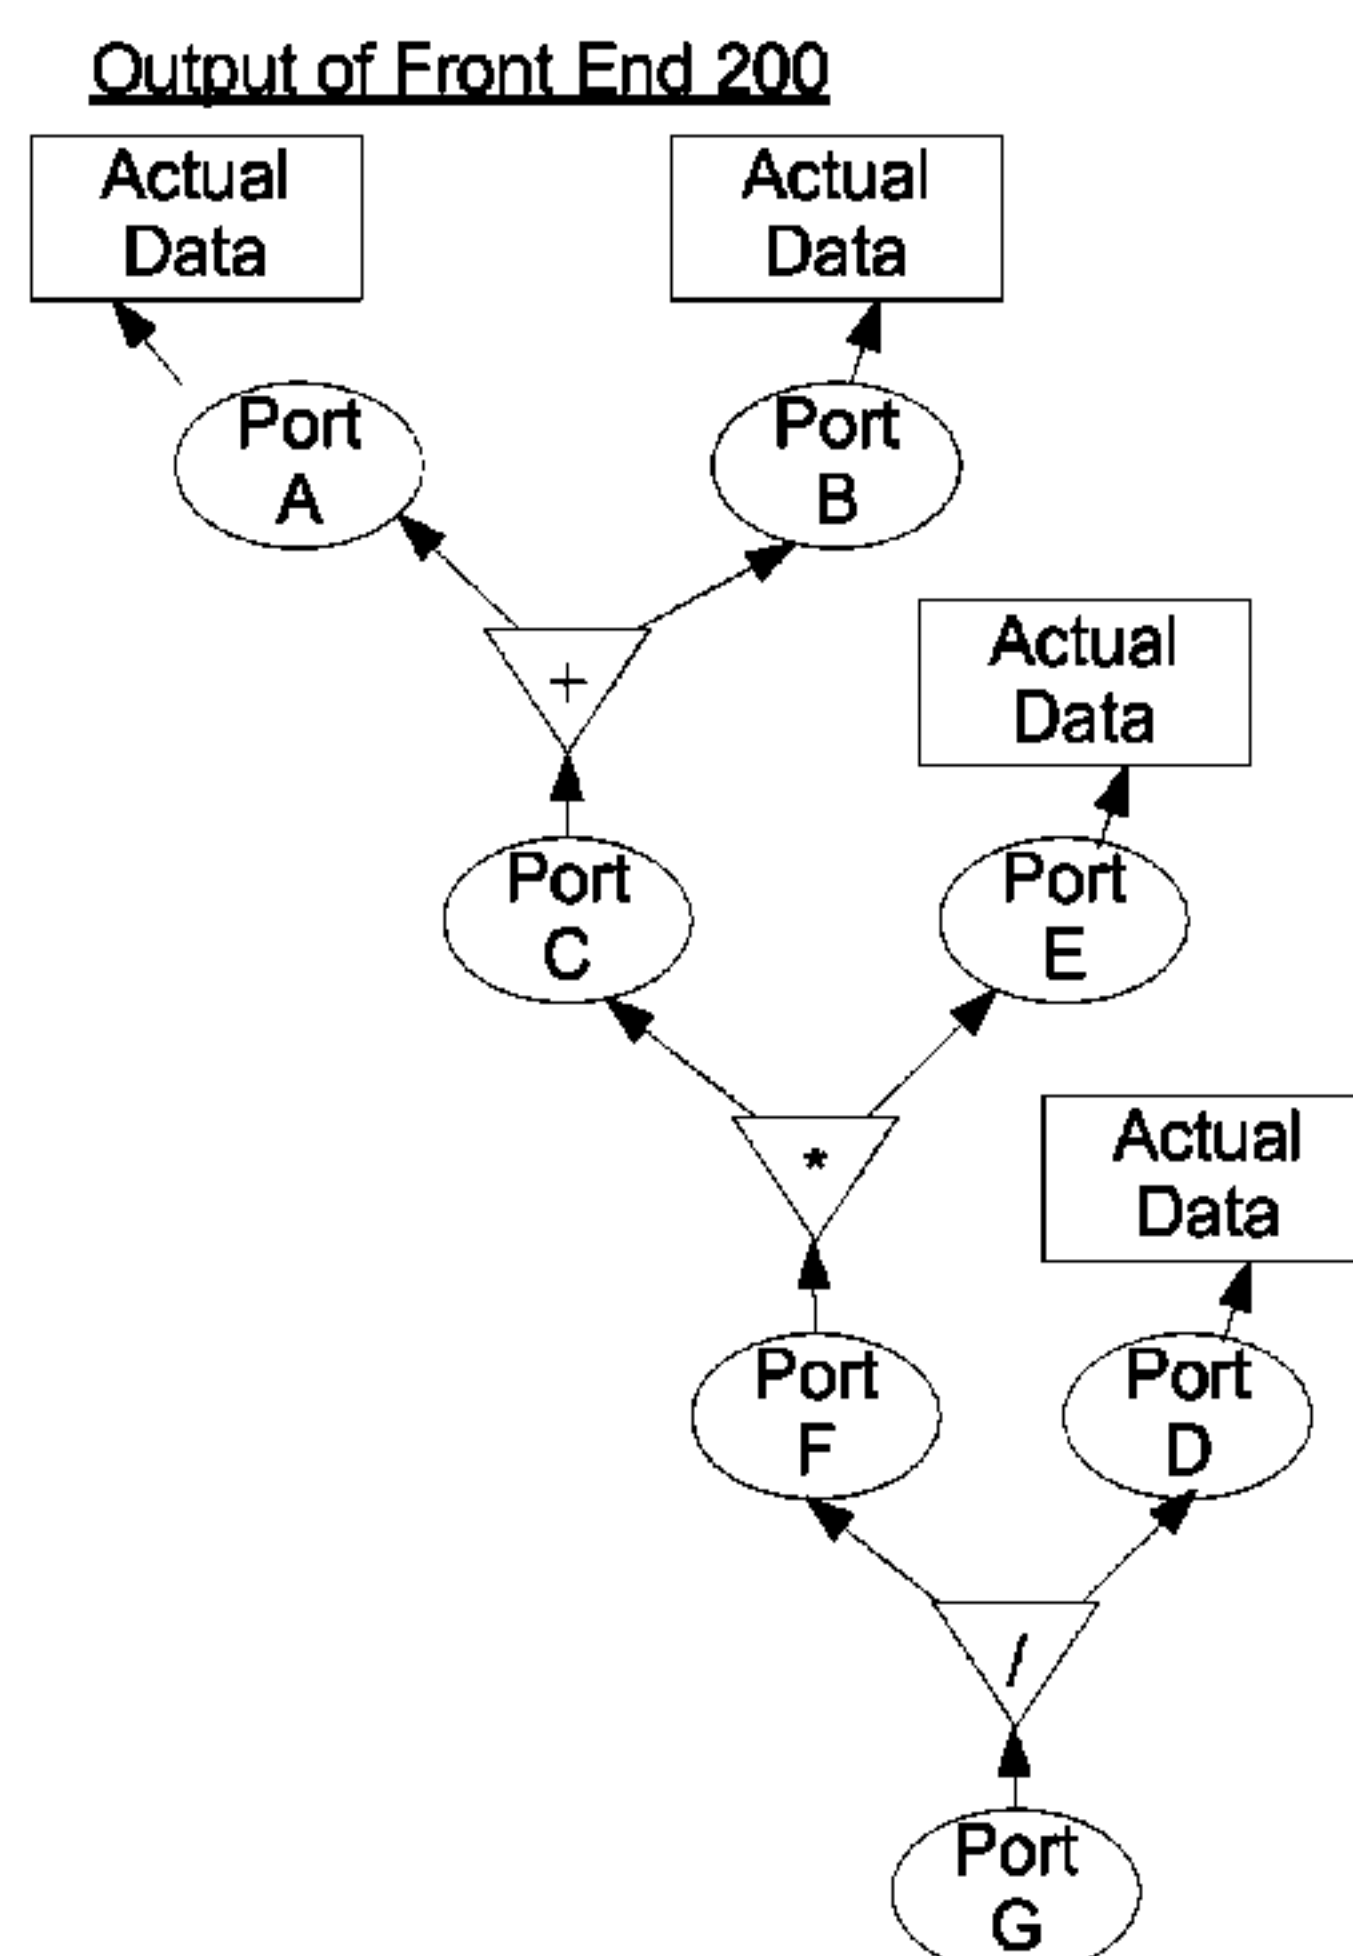 Output of Front End 200
Actual
Data
Actual
Data
Port
A
Port
B
+
Actual
Data
Port
C
Port
E
*
Actual
Data
Port
F
Port
D
/
Port
G